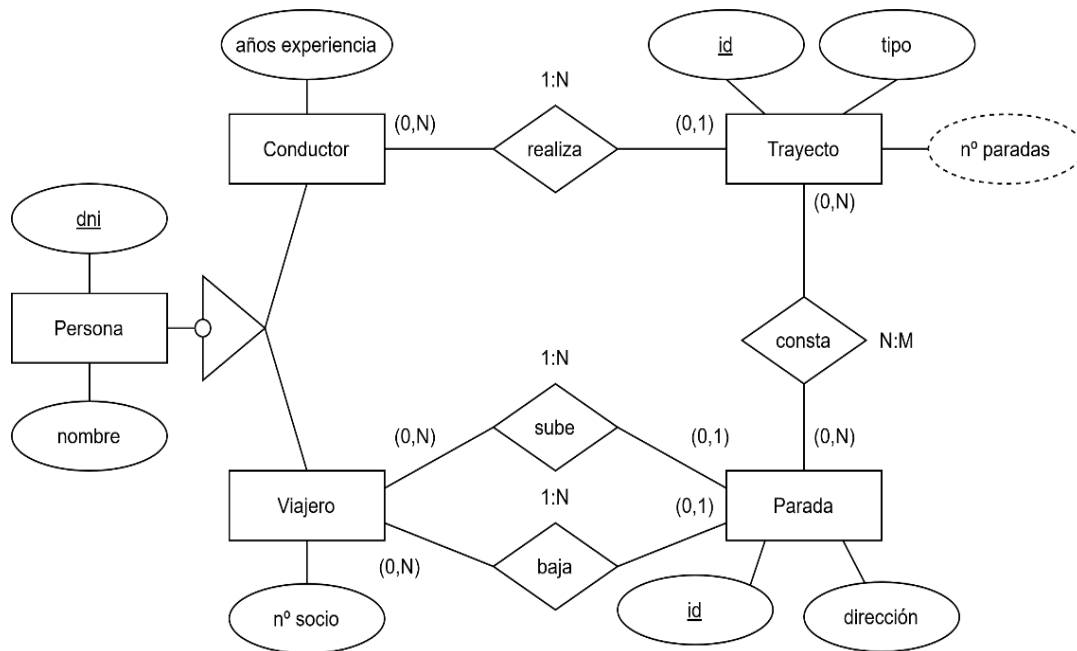 años experiencia
id
tipo
1:N
(0,N)
(0,1)
Conductor
realiza
Trayecto
nº paradas
(0,N)
dni
Persona
consta
N:M
1:N
nombre
(0,N)
sube
(0,1)
(0,N)
Viajero
1:N
(0,1)
Parada
(0,N)
baja
nº socio
id
dirección